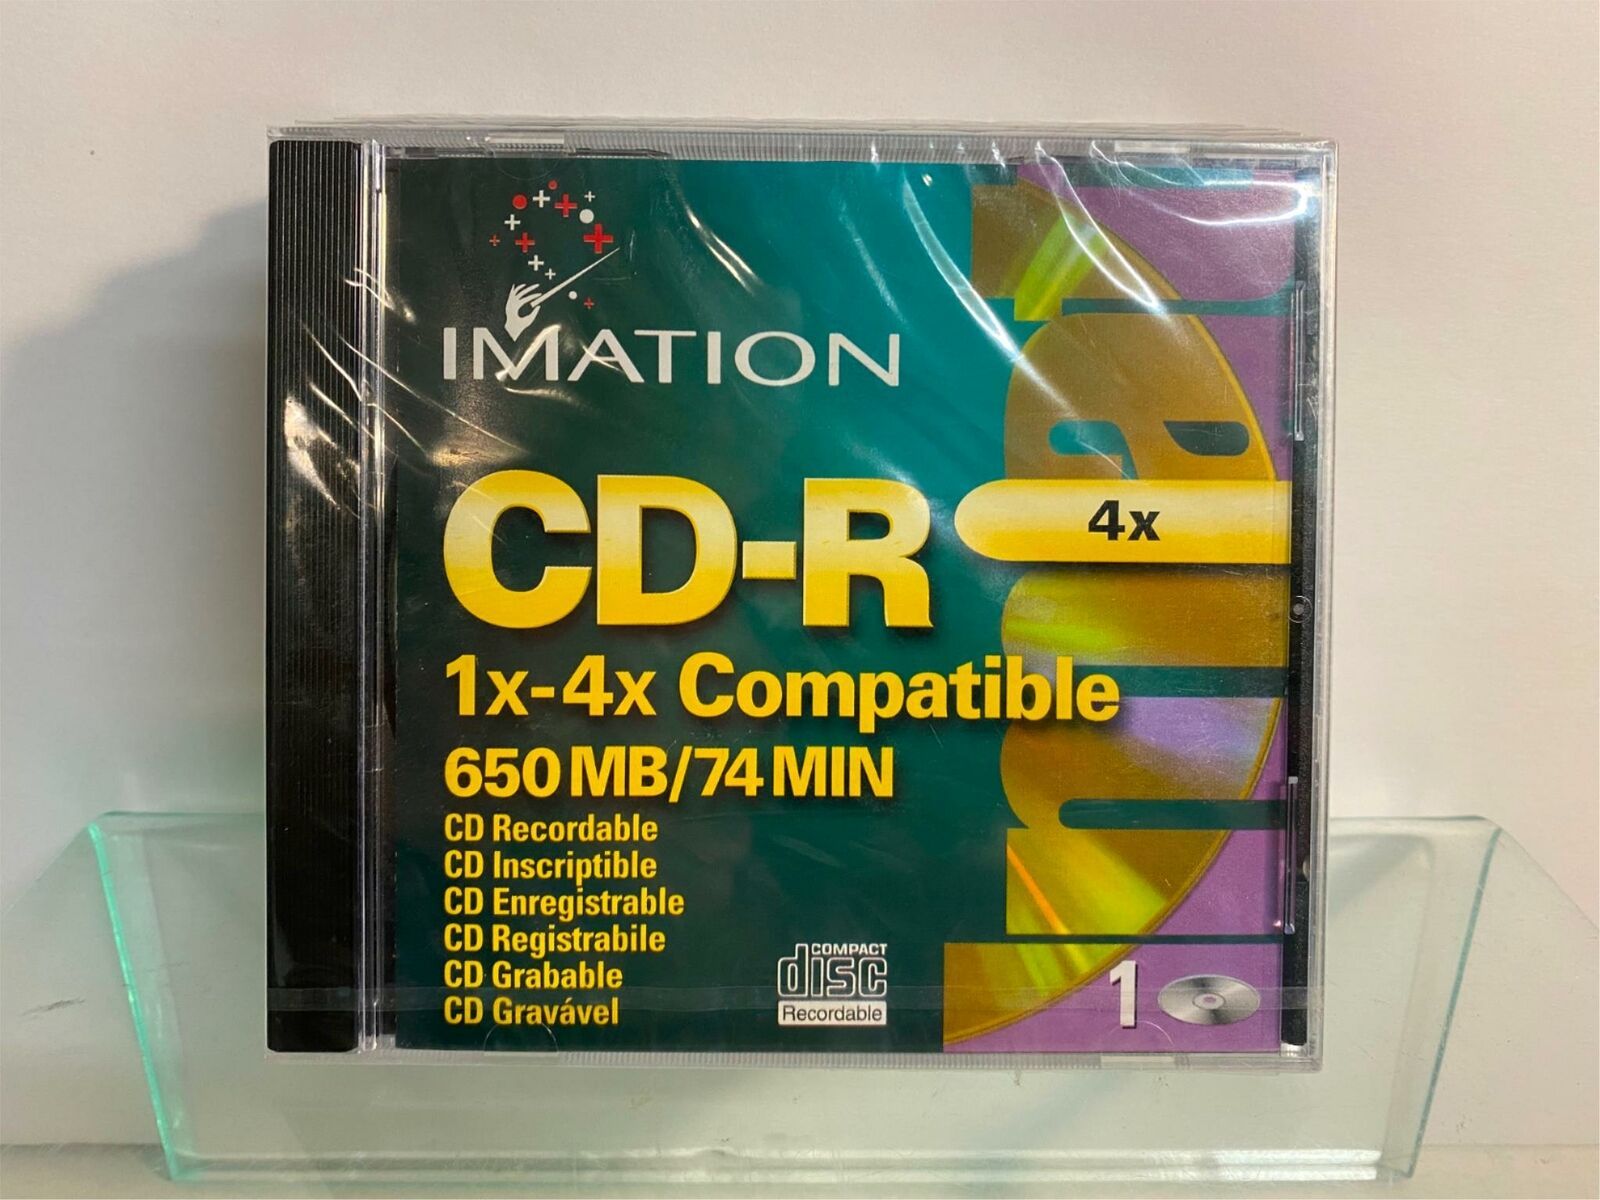 IMATION
CD-R
4x
1x-4x Compatible
650 MB/74 MIN
CD Recordable
CD Inscriptible
CD Enregistrable
CD Registrabile
CD Grabable
CD Gravável
COMPACT
disc
Recordable
1